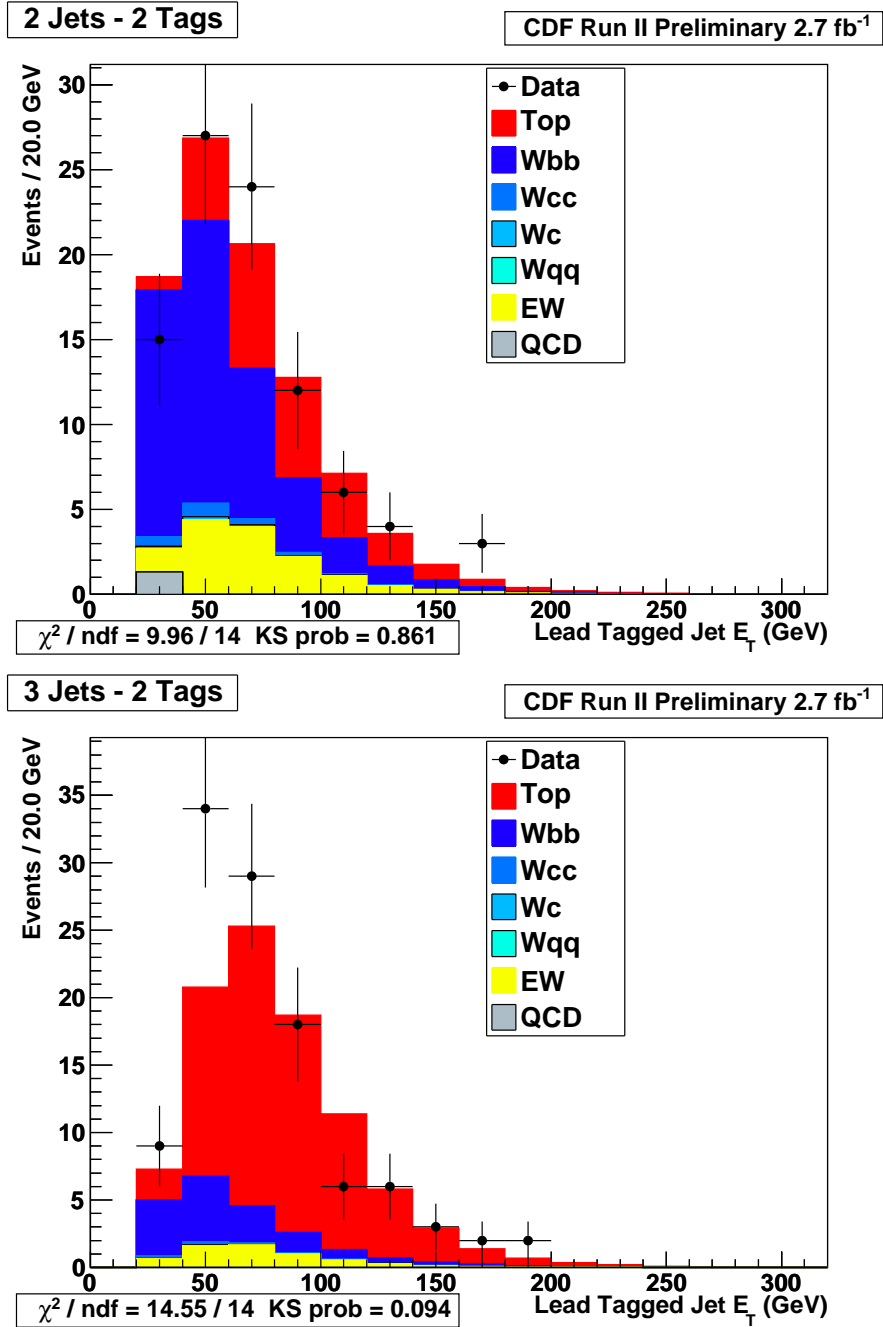 2 Jets - 2 Tags
CDF Run II Preliminary 2.7 fb⁻¹
Events / 20.0 GeV
30
25
20
15
10
5
0
Data
Top
Wbb
Wcc
Wc
Wqq
EW
QCD
0 50 100 150 200 250 300
Lead Tagged Jet E_T (GeV)
χ² / ndf = 9.96 / 14 KS prob = 0.861
3 Jets - 2 Tags
CDF Run II Preliminary 2.7 fb⁻¹
Events / 20.0 GeV
35
30
25
20
15
10
5
0
Data
Top
Wbb
Wcc
Wc
Wqq
EW
QCD
0 50 100 150 200 250 300
Lead Tagged Jet E_T (GeV)
χ² / ndf = 14.55 / 14 KS prob = 0.094